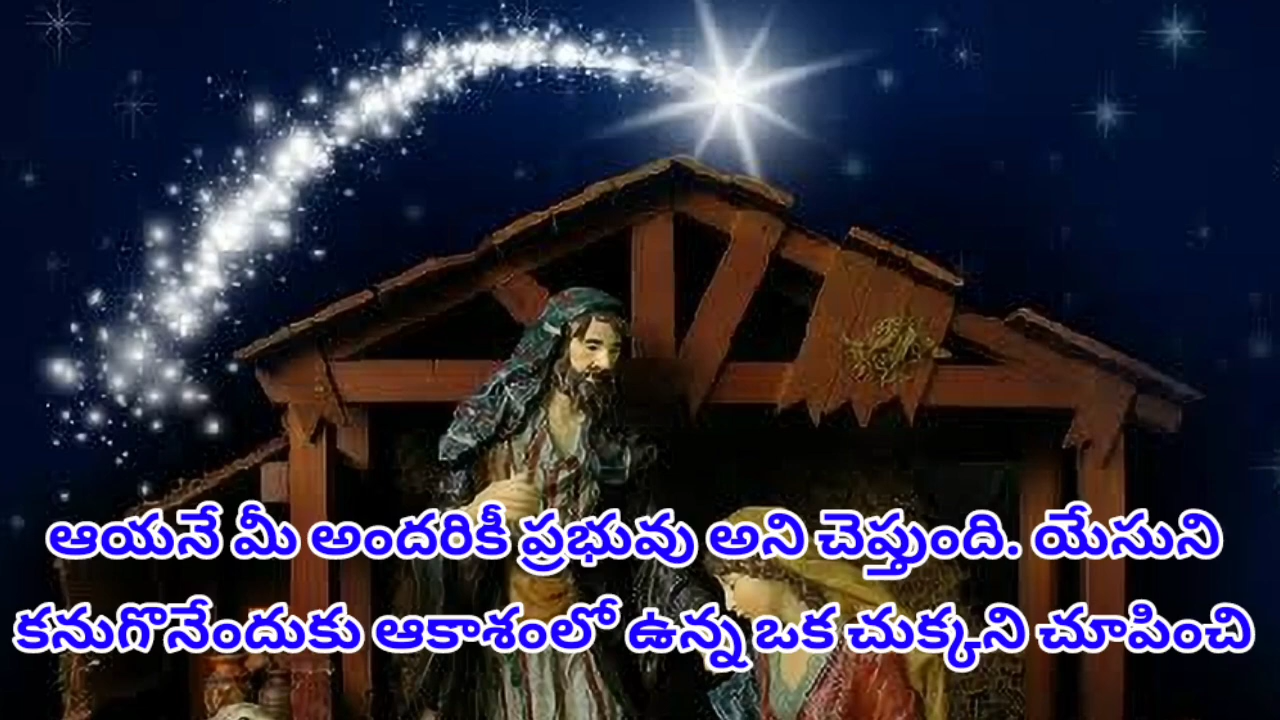 ఆయనే మీ అందరికీ ప్రభువు అని చెప్తుంది. యేసుని
కనుగొనేందుకు ఆకాశంలో ఉన్న ఒక చుక్కని చూపించి